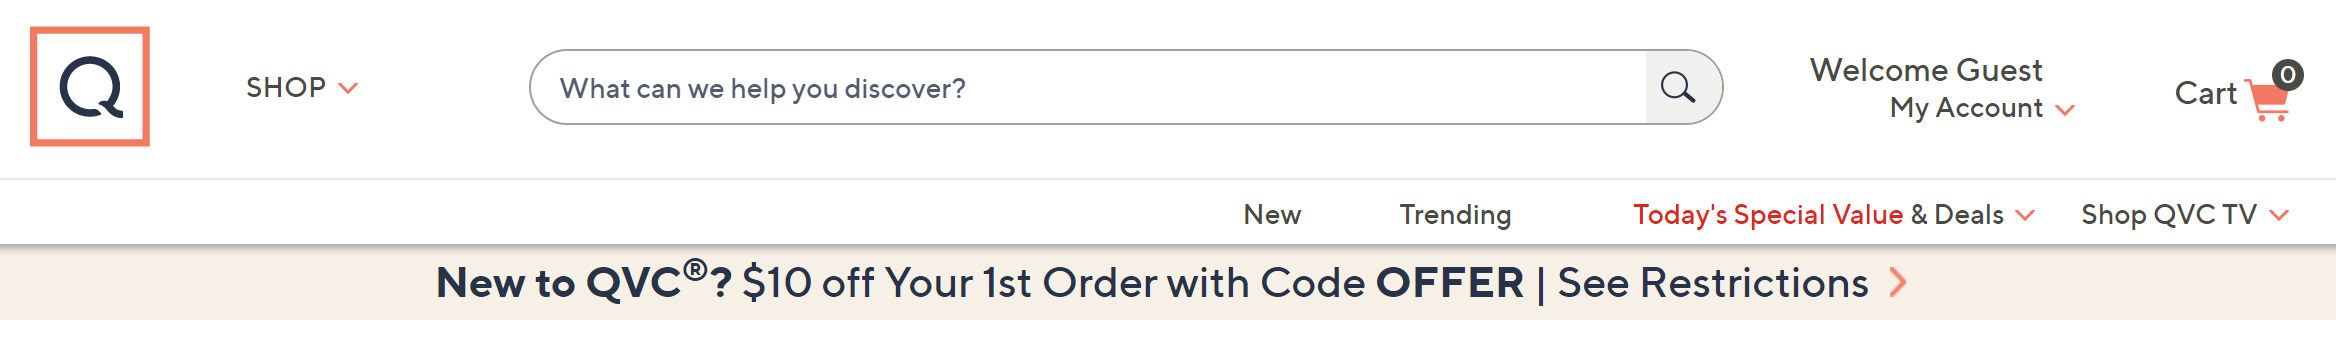 Q
SHOP
What can we help you discover?
Welcome Guest
My Account
Cart
0
New
Trending
Today's Special Value & Deals
Shop QVC TV
New to QVC®? $10 off Your 1st Order with Code OFFER | See Restrictions